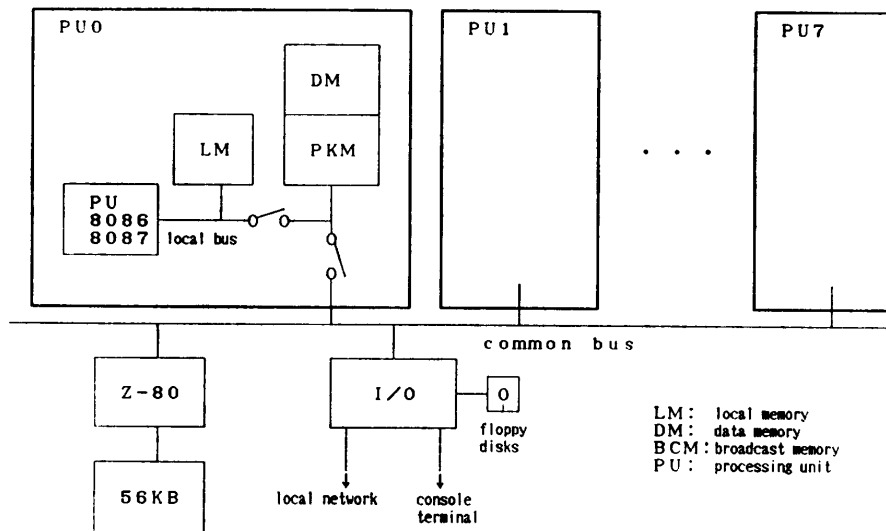 PU0
PU1
PU7
DM
LM
PKM
PU
8086
8087
local bus
. . .
common bus
Z-80
I/O
O
floppy
disks
56KB
local network
console
terminal
LM: local memory
DM: data memory
BCM: broadcast memory
PU: processing unit